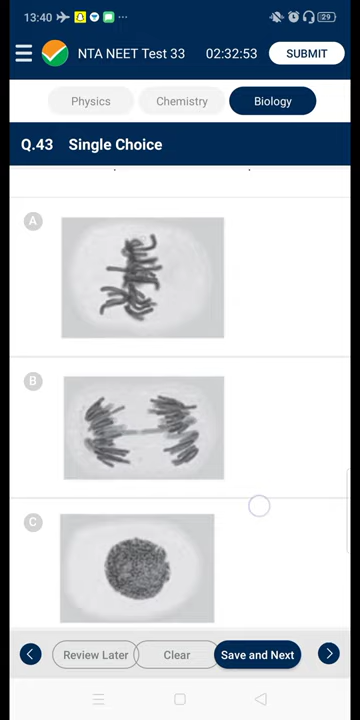 13:40 ... 29
NTA NEET Test 33 02:32:53 SUBMIT
Physics Chemistry Biology
Q.43 Single Choice
A
B
C
Review Later Clear Save and Next